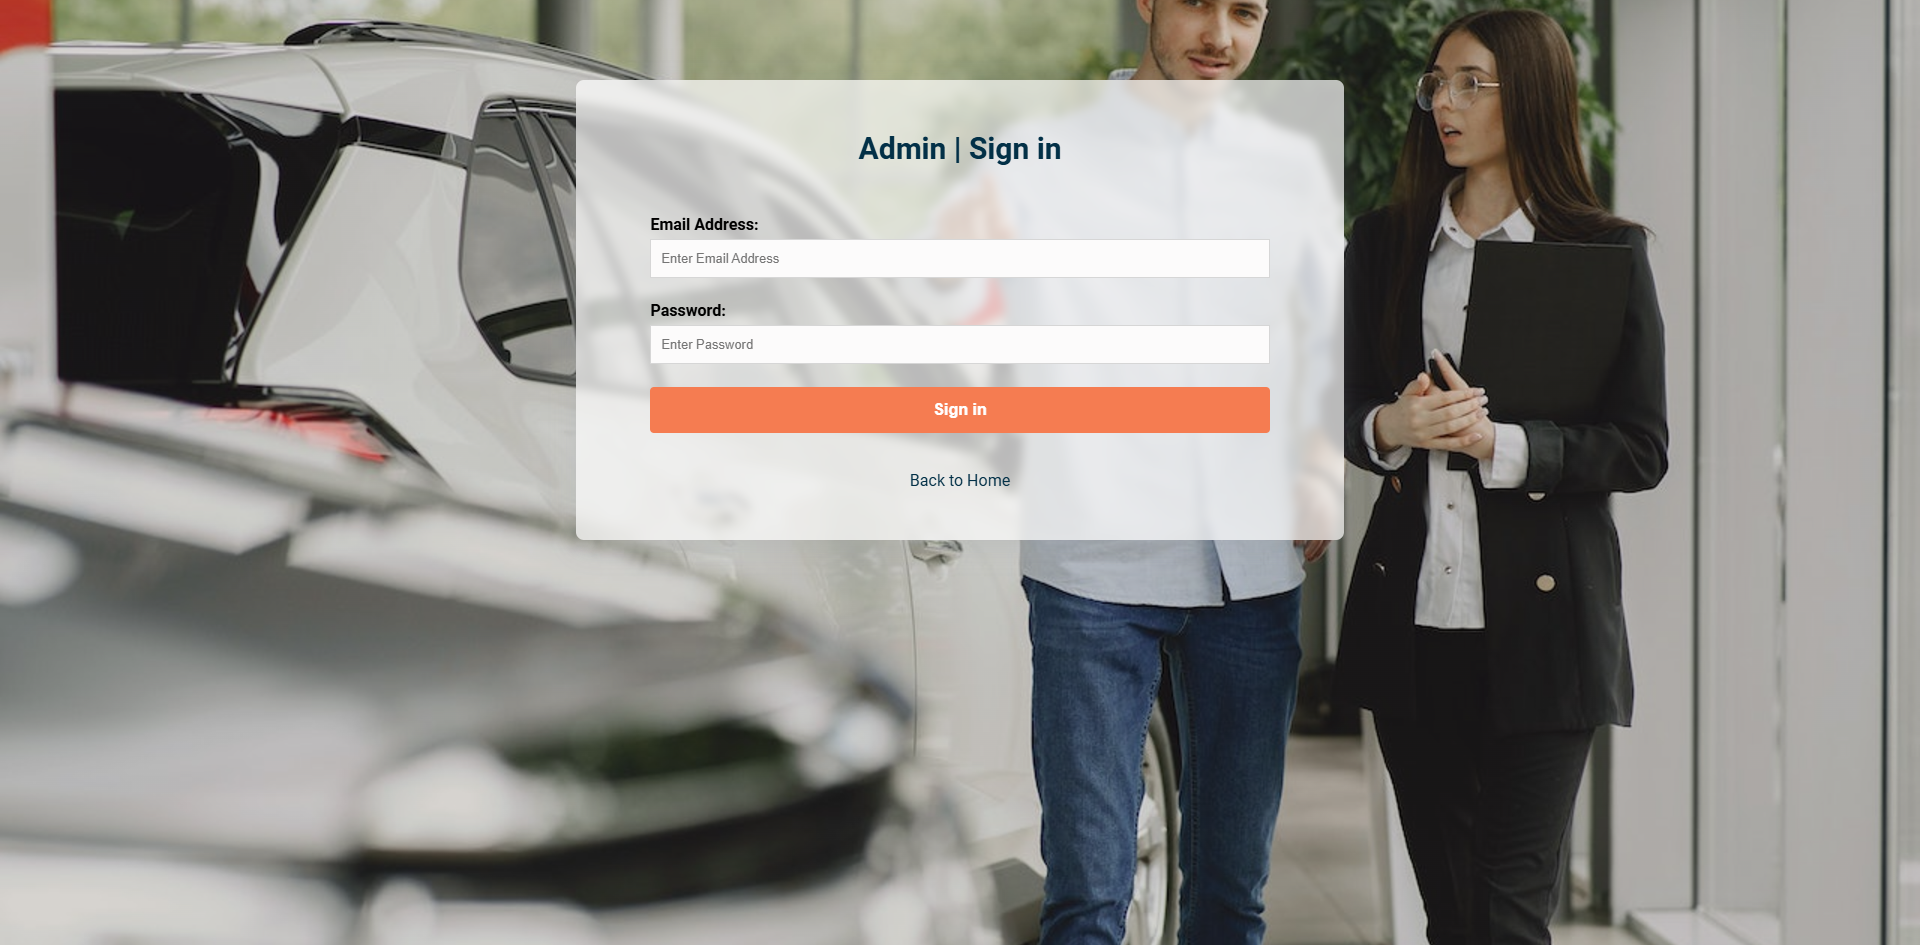 Admin | Sign in
Email Address:
Enter Email Address
Password:
Enter Password
Sign in
Back to Home